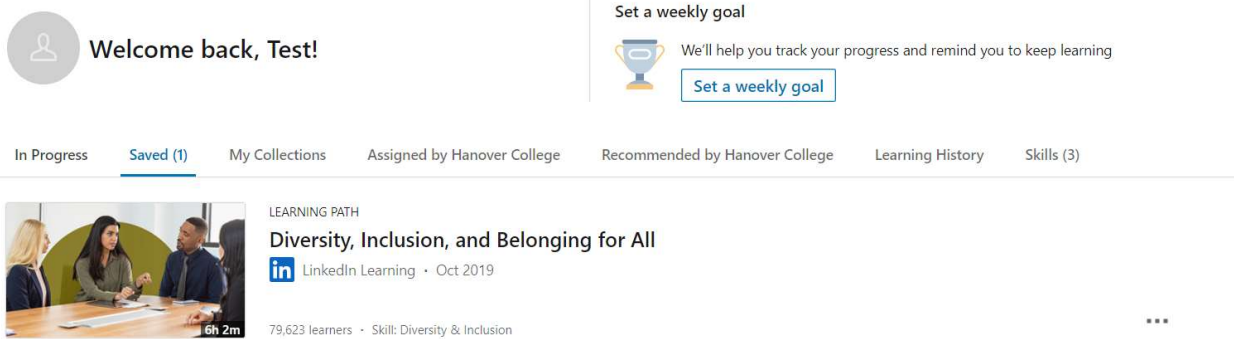 Welcome back, Test!
Set a weekly goal
We'll help you track your progress and remind you to keep learning
Set a weekly goal
In Progress
Saved (1)
My Collections
Assigned by Hanover College
Recommended by Hanover College
Learning History
Skills (3)
6h 2m
LEARNING PATH
Diversity, Inclusion, and Belonging for All
in LinkedIn Learning • Oct 2019
79,623 learners • Skill: Diversity & Inclusion